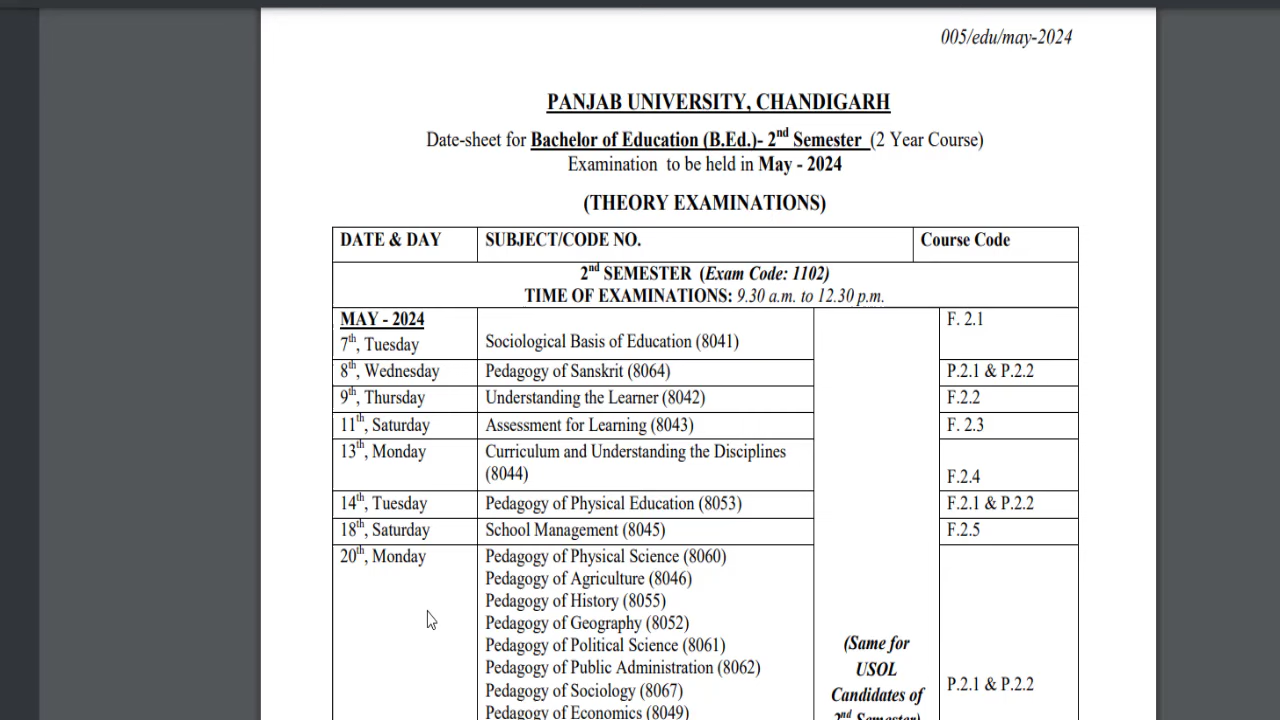 005/edu/may-2024
PANJAB UNIVERSITY, CHANDIGARH
Date-sheet for Bachelor of Education (B.Ed.)- 2nd Semester (2 Year Course)
Examination to be held in May - 2024
(THEORY EXAMINATIONS)
DATE & DAY SUBJECT/CODE NO. Course Code
2nd SEMESTER (Exam Code: 1102)
TIME OF EXAMINATIONS: 9.30 a.m. to 12.30 p.m.
MAY - 2024 F. 2.1
7th, Tuesday Sociological Basis of Education (8041)
8th, Wednesday Pedagogy of Sanskrit (8064) P.2.1 & P.2.2
9th, Thursday Understanding the Learner (8042) F.2.2
11th, Saturday Assessment for Learning (8043) F. 2.3
13th, Monday Curriculum and Understanding the Disciplines
(8044) F.2.4
14th, Tuesday Pedagogy of Physical Education (8053) F.2.1 & P.2.2
18th, Saturday School Management (8045) F.2.5
20th, Monday Pedagogy of Physical Science (8060)
Pedagogy of Agriculture (8046)
Pedagogy of History (8055)
Pedagogy of Geography (8052)
Pedagogy of Political Science (8061) (Same for
Pedagogy of Public Administration (8062) USOL
Pedagogy of Sociology (8067) Candidates of P.2.1 & P.2.2
Pedagogy of Economics (8049) 2nd Semester)